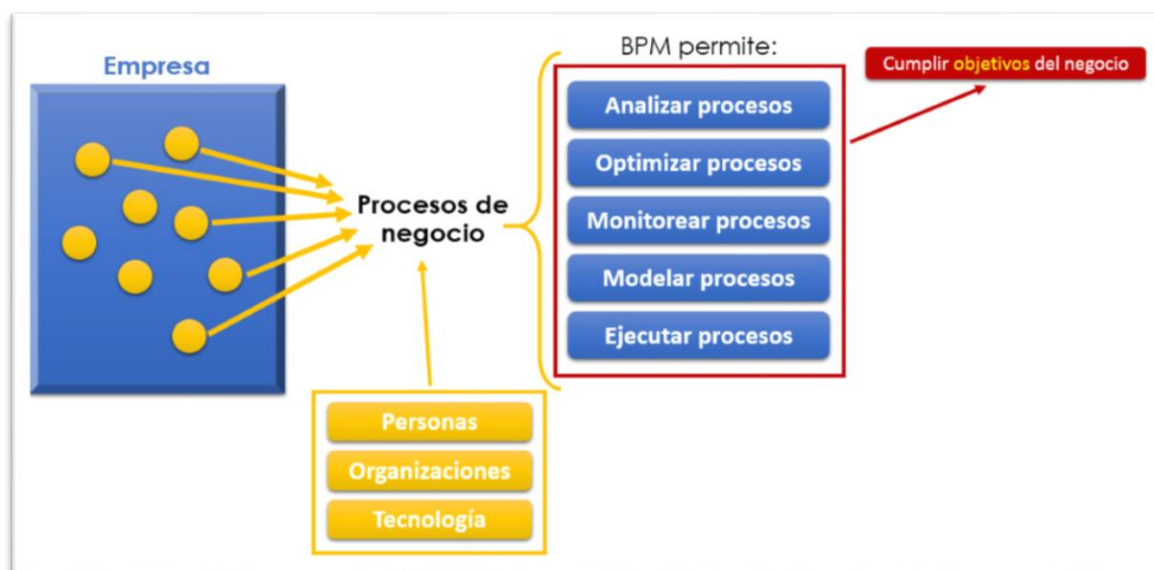 Empresa
Procesos de
negocio
Personas
Organizaciones
Tecnología
BPM permite:
Analizar procesos
Optimizar procesos
Monitorear procesos
Modelar procesos
Ejecutar procesos
Cumplir objetivos del negocio